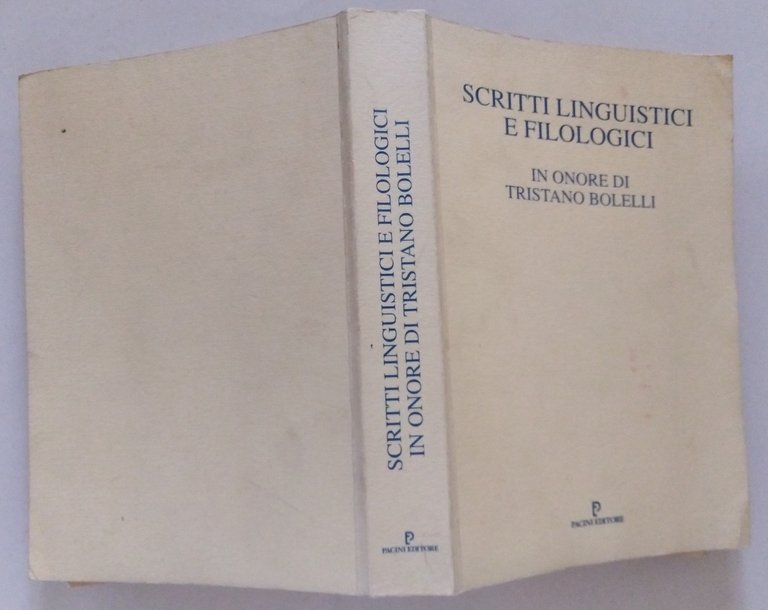 SCRITTI LINGUISTICI E FILOLOGICI
IN ONORE DI TRISTANO BOLELLI
PACINI EDITORE
SCRITTI LINGUISTICI
E FILOLOGICI
IN ONORE DI
TRISTANO BOLELLI
PACINI EDITORE